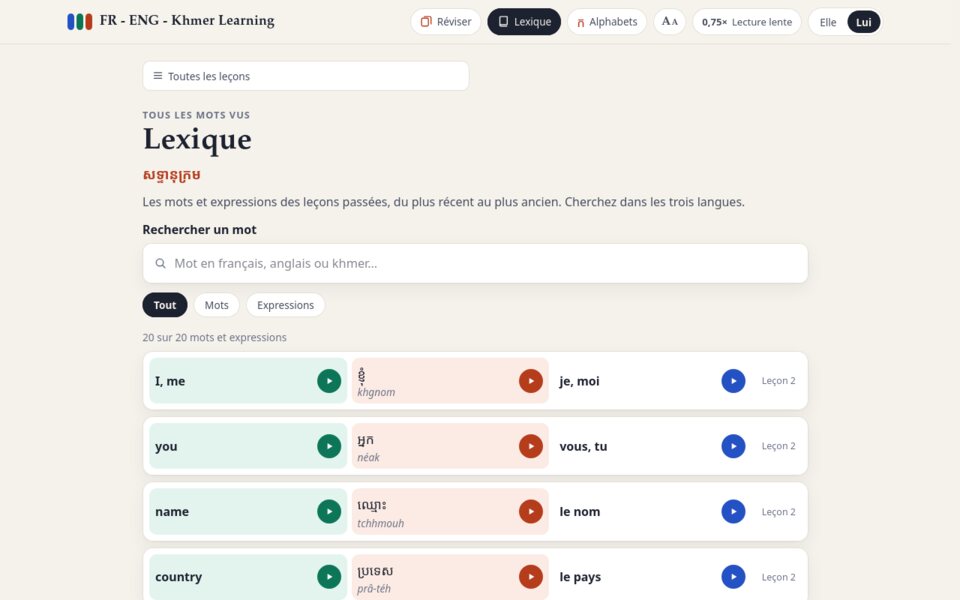 FR - ENG - Khmer Learning
Réviser
Lexique
ក Alphabets
AA
0,75× Lecture lente
Elle
Lui
Toutes les leçons
TOUS LES MOTS VUS
Lexique
សទ្ទានុក្រម
Les mots et expressions des leçons passées, du plus récent au plus ancien. Cherchez dans les trois langues.
Rechercher un mot
Mot en français, anglais ou khmer...
Tout
Mots
Expressions
20 sur 20 mots et expressions
I, me
ខ្ញុំ
khgnom
je, moi
Leçon 2
you
អ្នក
néak
vous, tu
Leçon 2
name
ឈ្មោះ
tchhmouh
le nom
Leçon 2
country
ប្រទេស
prâ-téh
le pays
Leçon 2